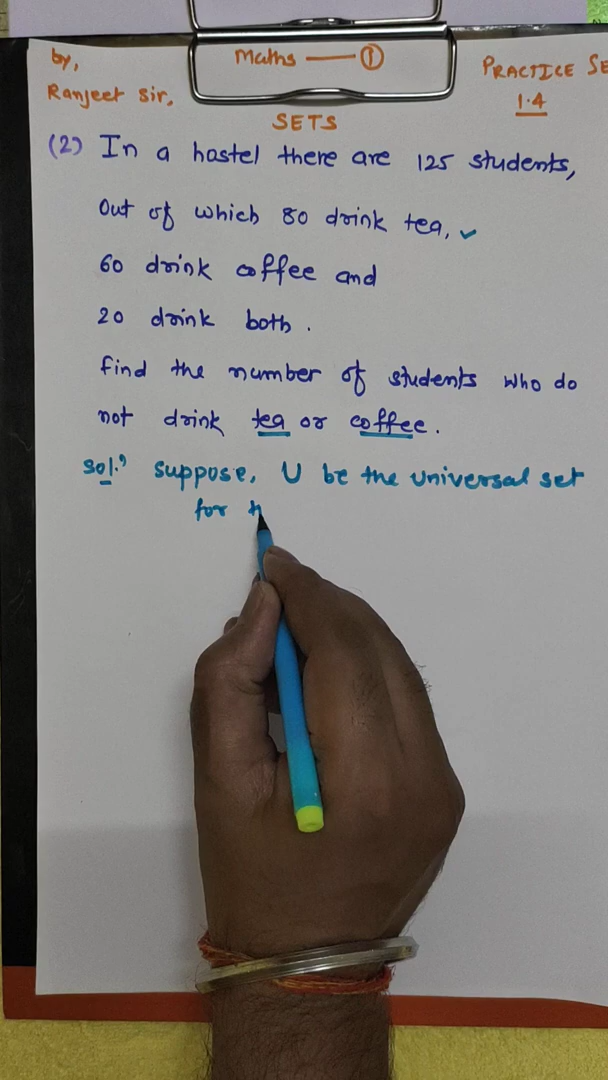 by, Maths — ① PRACTICE SE
Ranjeet Sir, 1.4
SETS
(2) In a hostel there are 125 students,
Out of which 80 drink tea,
60 drink coffee and
20 drink both.
find the number of students who do
not drink tea or coffee.
Sol.ⁿ Suppose, U be the universal set
for t